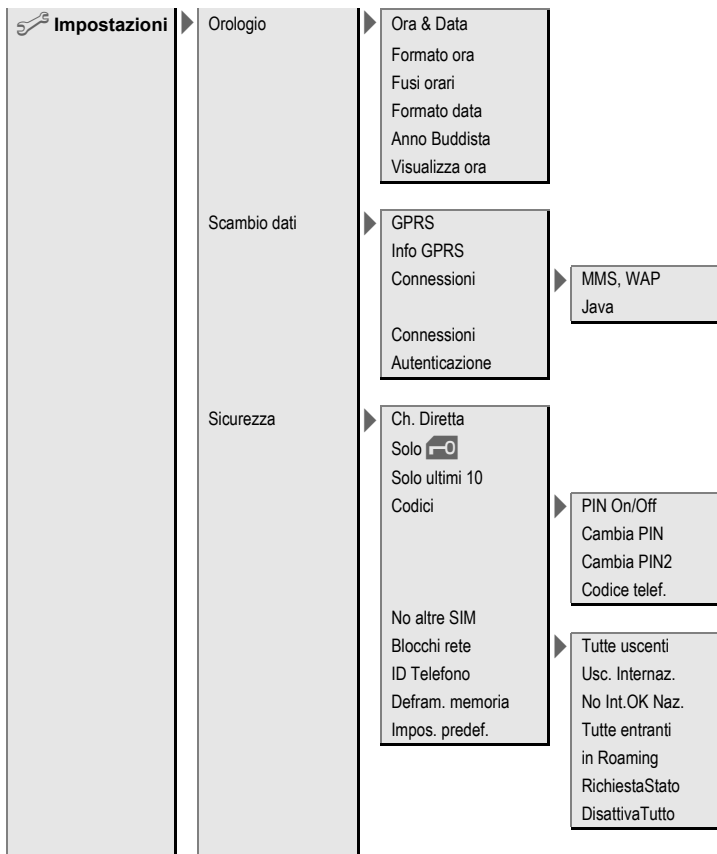 Impostazioni
Orologio
Ora & Data
Formato ora
Fusi orari
Formato data
Anno Buddista
Visualizza ora
Scambio dati
GPRS
Info GPRS
Connessioni
MMS, WAP
Java
Connessioni
Autenticazione
Sicurezza
Ch. Diretta
Solo
Solo ultimi 10
Codici
PIN On/Off
Cambia PIN
Cambia PIN2
Codice telef.
No altre SIM
Blocchi rete
Tutte uscenti
Usc. Internaz.
No Int.OK Naz.
Tutte entranti
in Roaming
RichiestaStato
DisattivaTutto
ID Telefono
Defram. memoria
Impos. predef.